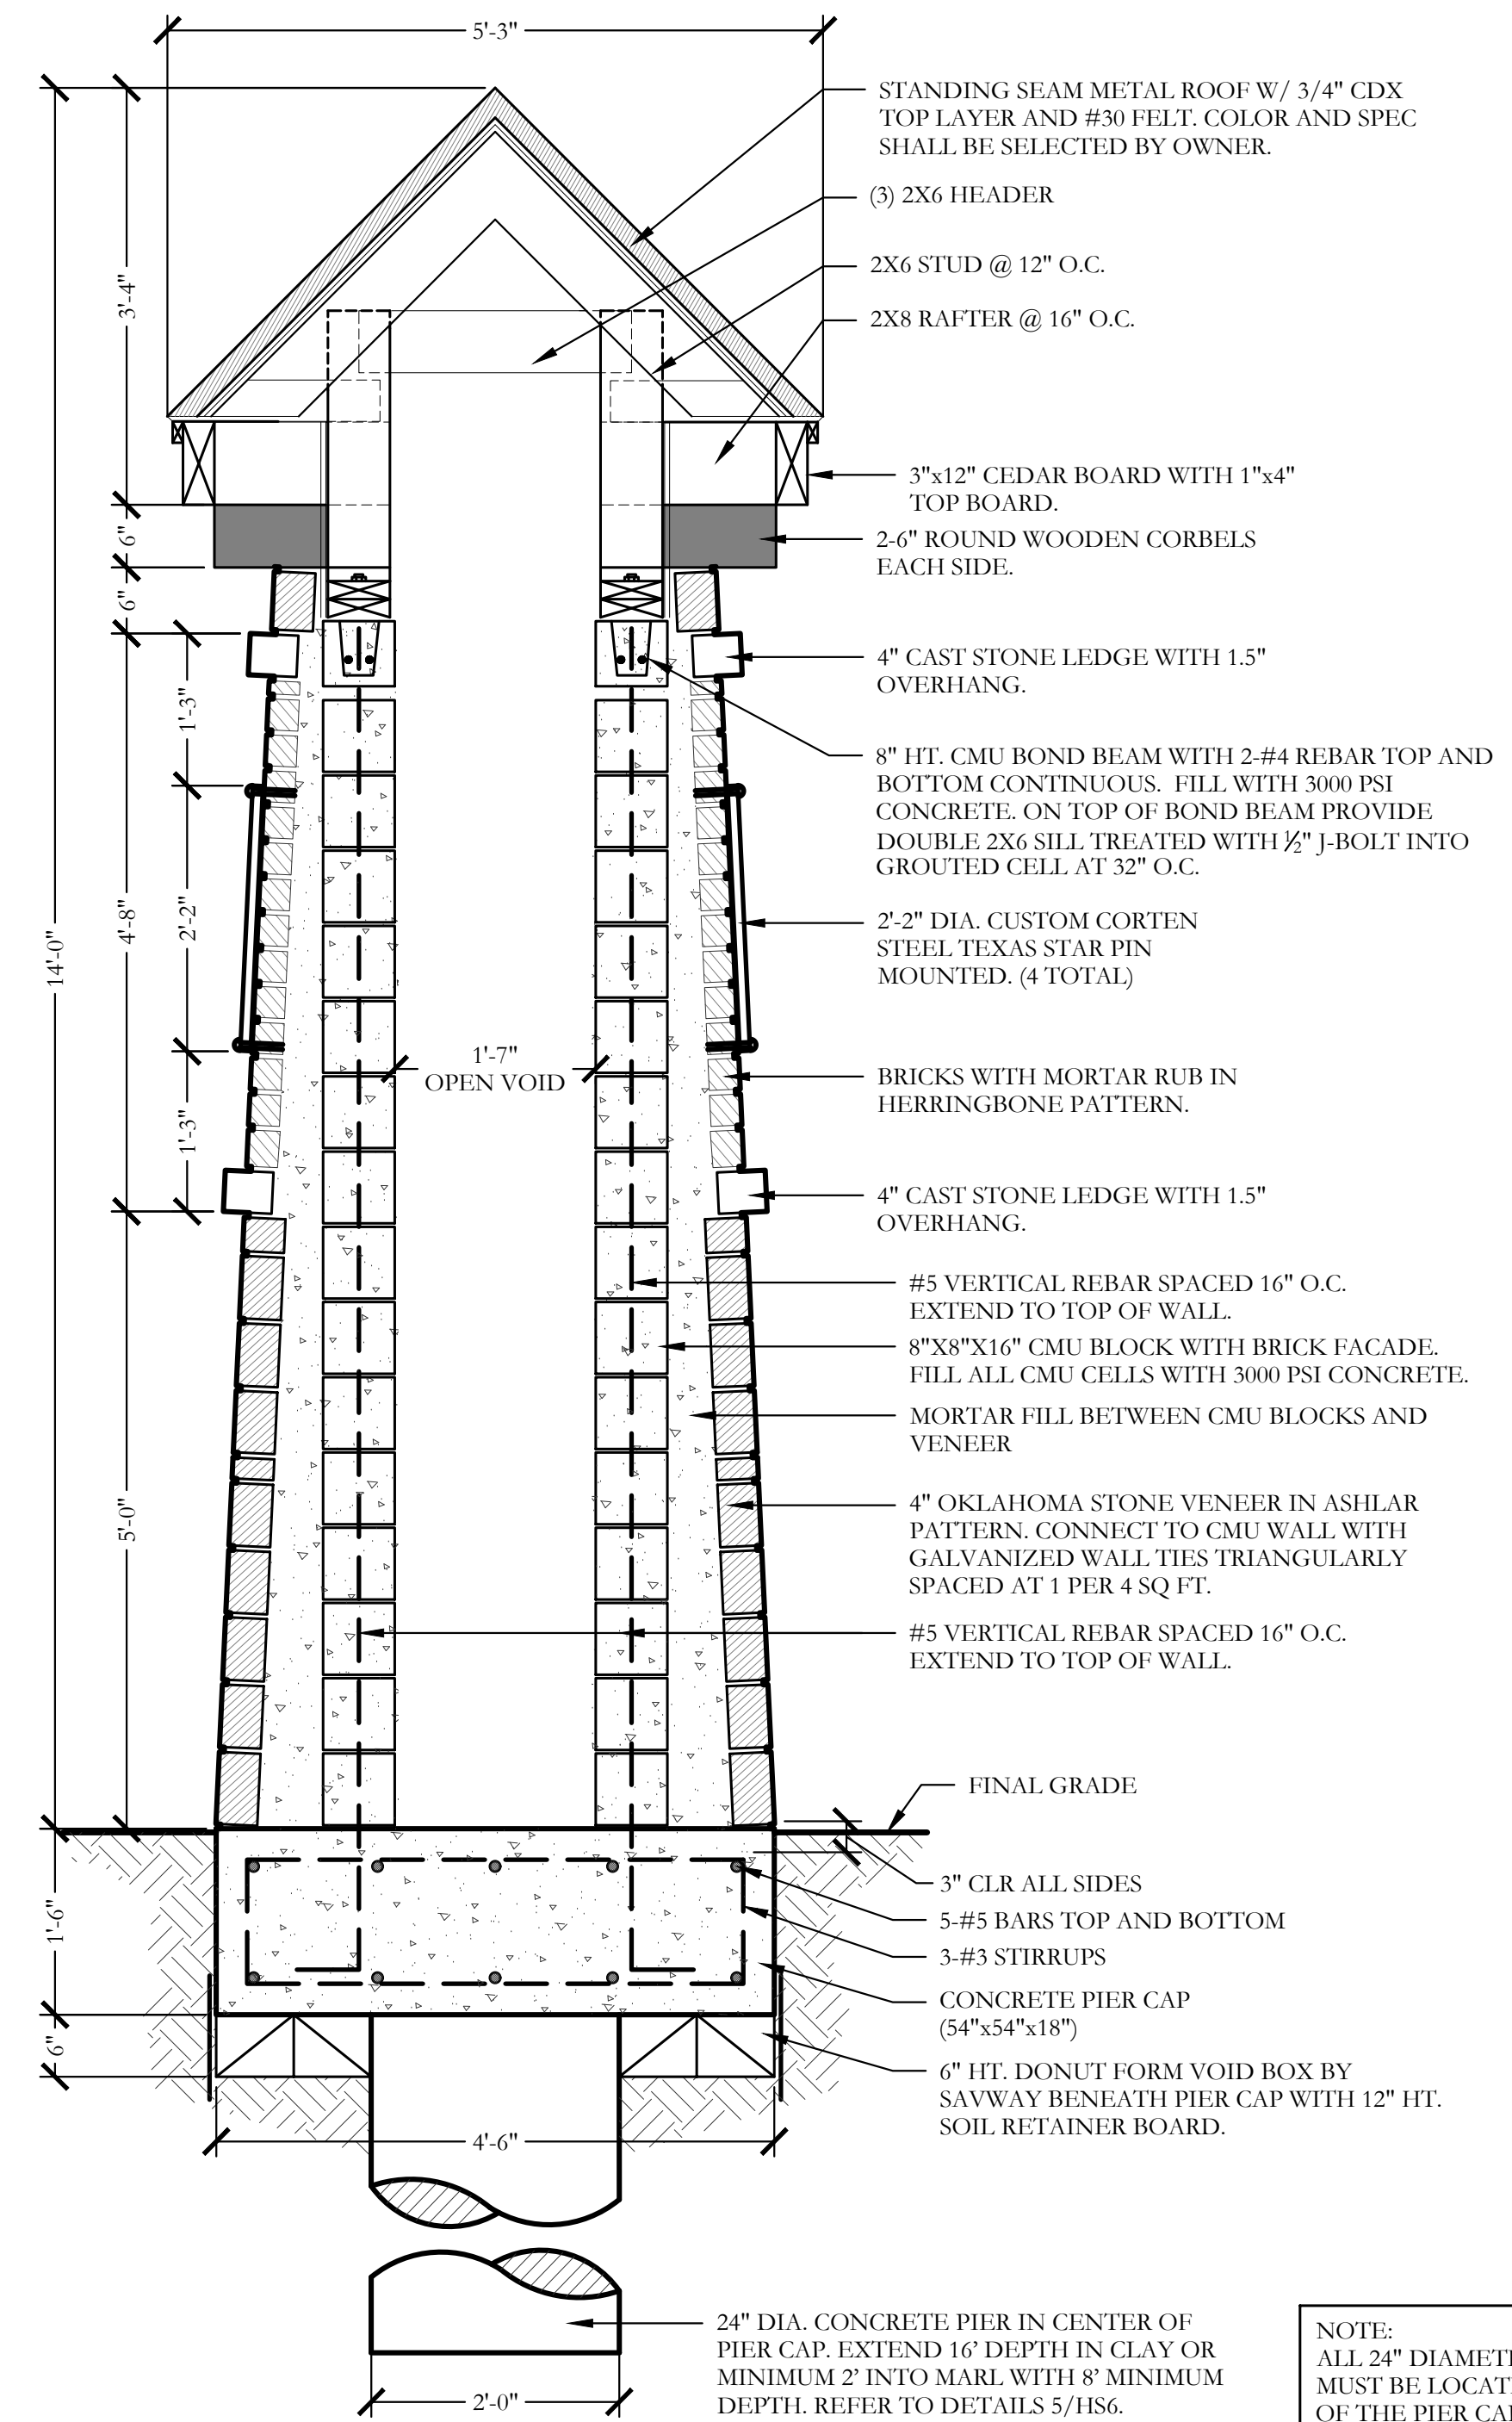 5'-3"
STANDING SEAM METAL ROOF W/ 3/4" CDX
TOP LAYER AND #30 FELT. COLOR AND SPEC
SHALL BE SELECTED BY OWNER.
(3) 2X6 HEADER
2X6 STUD @ 12" O.C.
2X8 RAFTER @ 16" O.C.
3'-4"
3"x12" CEDAR BOARD WITH 1"x4"
TOP BOARD.
6"
2-6" ROUND WOODEN CORBELS
EACH SIDE.
6"
4" CAST STONE LEDGE WITH 1.5"
OVERHANG.
1'-3"
8" HT. CMU BOND BEAM WITH 2-#4 REBAR TOP AND
BOTTOM CONTINUOUS. FILL WITH 3000 PSI
CONCRETE. ON TOP OF BOND BEAM PROVIDE
DOUBLE 2X6 SILL TREATED WITH ½" J-BOLT INTO
GROUTED CELL AT 32" O.C.
14'-0"
4'-8"
2'-2"
2'-2" DIA. CUSTOM CORTEN
STEEL TEXAS STAR PIN
MOUNTED. (4 TOTAL)
1'-7"
OPEN VOID
BRICKS WITH MORTAR RUB IN
HERRINGBONE PATTERN.
1'-3"
4" CAST STONE LEDGE WITH 1.5"
OVERHANG.
#5 VERTICAL REBAR SPACED 16" O.C.
EXTEND TO TOP OF WALL.
8"X8"X16" CMU BLOCK WITH BRICK FACADE.
FILL ALL CMU CELLS WITH 3000 PSI CONCRETE.
MORTAR FILL BETWEEN CMU BLOCKS AND
VENEER
5'-0"
4" OKLAHOMA STONE VENEER IN ASHLAR
PATTERN. CONNECT TO CMU WALL WITH
GALVANIZED WALL TIES TRIANGULARLY
SPACED AT 1 PER 4 SQ FT.
#5 VERTICAL REBAR SPACED 16" O.C.
EXTEND TO TOP OF WALL.
FINAL GRADE
3" CLR ALL SIDES
5-#5 BARS TOP AND BOTTOM
3-#3 STIRRUPS
1'-6"
CONCRETE PIER CAP
(54"x54"x18")
6"
6" HT. DONUT FORM VOID BOX BY
SAVWAY BENEATH PIER CAP WITH 12" HT.
SOIL RETAINER BOARD.
4'-6"
24" DIA. CONCRETE PIER IN CENTER OF
PIER CAP. EXTEND 16' DEPTH IN CLAY OR
MINIMUM 2' INTO MARL WITH 8' MINIMUM
DEPTH. REFER TO DETAILS 5/HS6.
2'-0"
NOTE:
ALL 24" DIAMET
MUST BE LOCAT
OF THE PIER CA